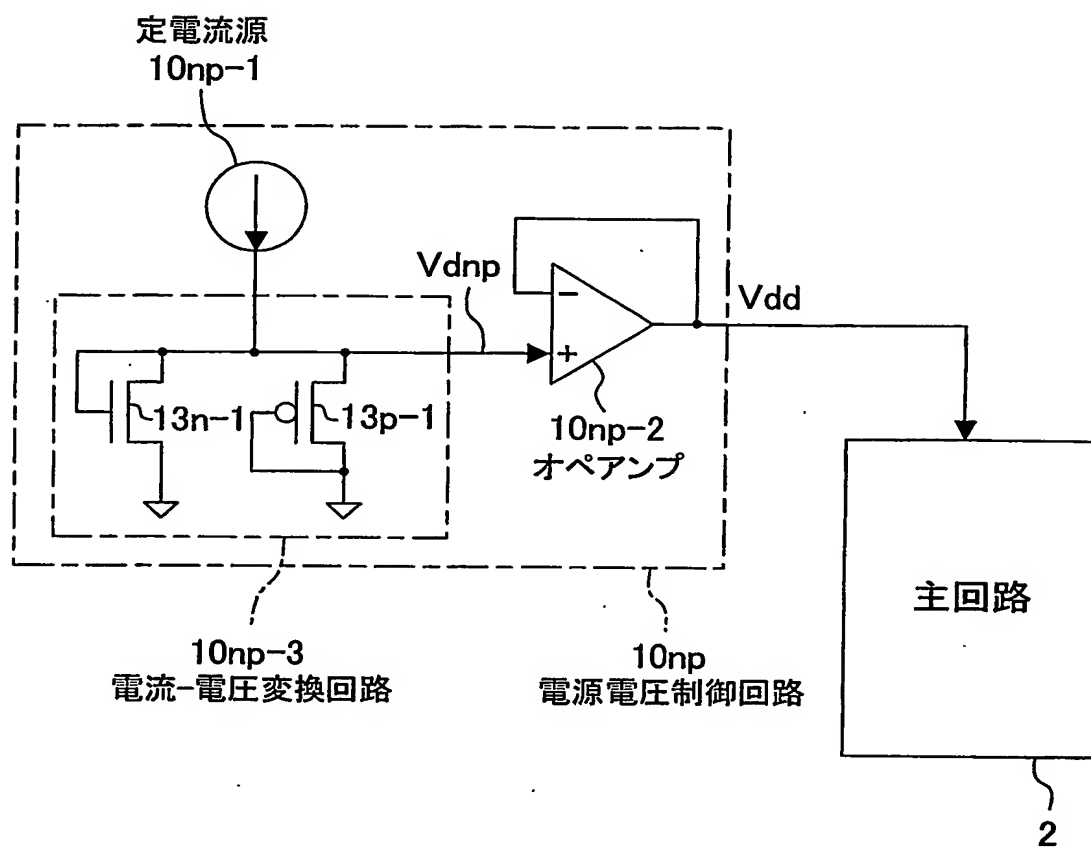 定電流源
10np-1
Vdnp
Vdd
−
+
13n-1
13p-1
10np-2
オペアンプ
主回路
10np-3
電流-電圧変換回路
10np
電源電圧制御回路
2